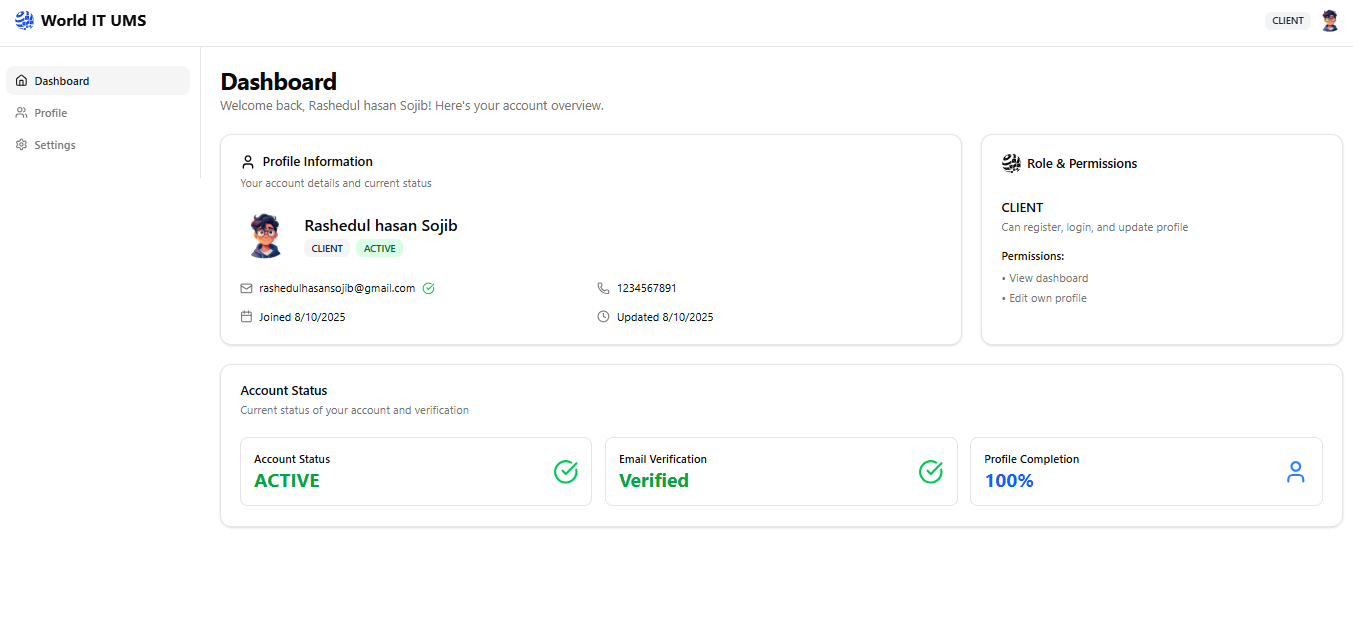 World IT UMS
CLIENT
Dashboard
Profile
Settings
Dashboard
Welcome back, Rashedul hasan Sojib! Here's your account overview.
Profile Information
Your account details and current status
Rashedul hasan Sojib
CLIENT ACTIVE
rashedulhasansojib@gmail.com
1234567891
Joined 8/10/2025
Updated 8/10/2025
Role & Permissions
CLIENT
Can register, login, and update profile
Permissions:
• View dashboard
• Edit own profile
Account Status
Current status of your account and verification
Account Status
ACTIVE
Email Verification
Verified
Profile Completion
100%